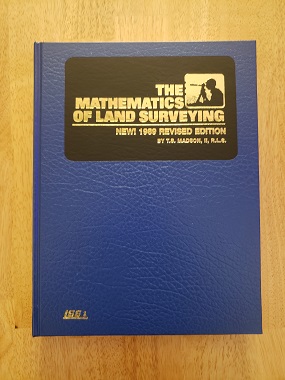 THE
MATHEMATICS
OF LAND SURVEYING
NEW! 1989 REVISED EDITION
BY T.S. MADSON, II, R.L.S.